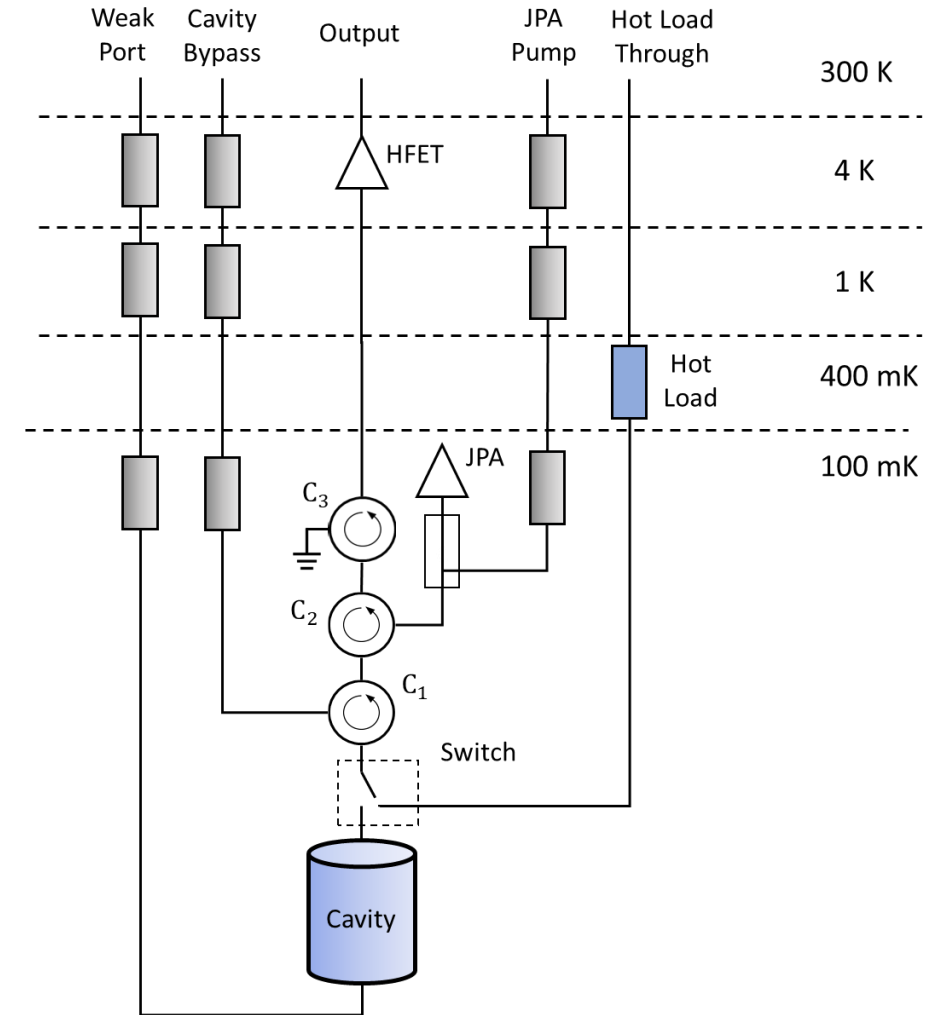 Weak
Port
Cavity
Bypass
Output
JPA
Pump
Hot Load
Through
300 K
HFET
4 K
1 K
Hot
Load
400 mK
JPA
100 mK
C₃
C₂
C₁
Switch
Cavity